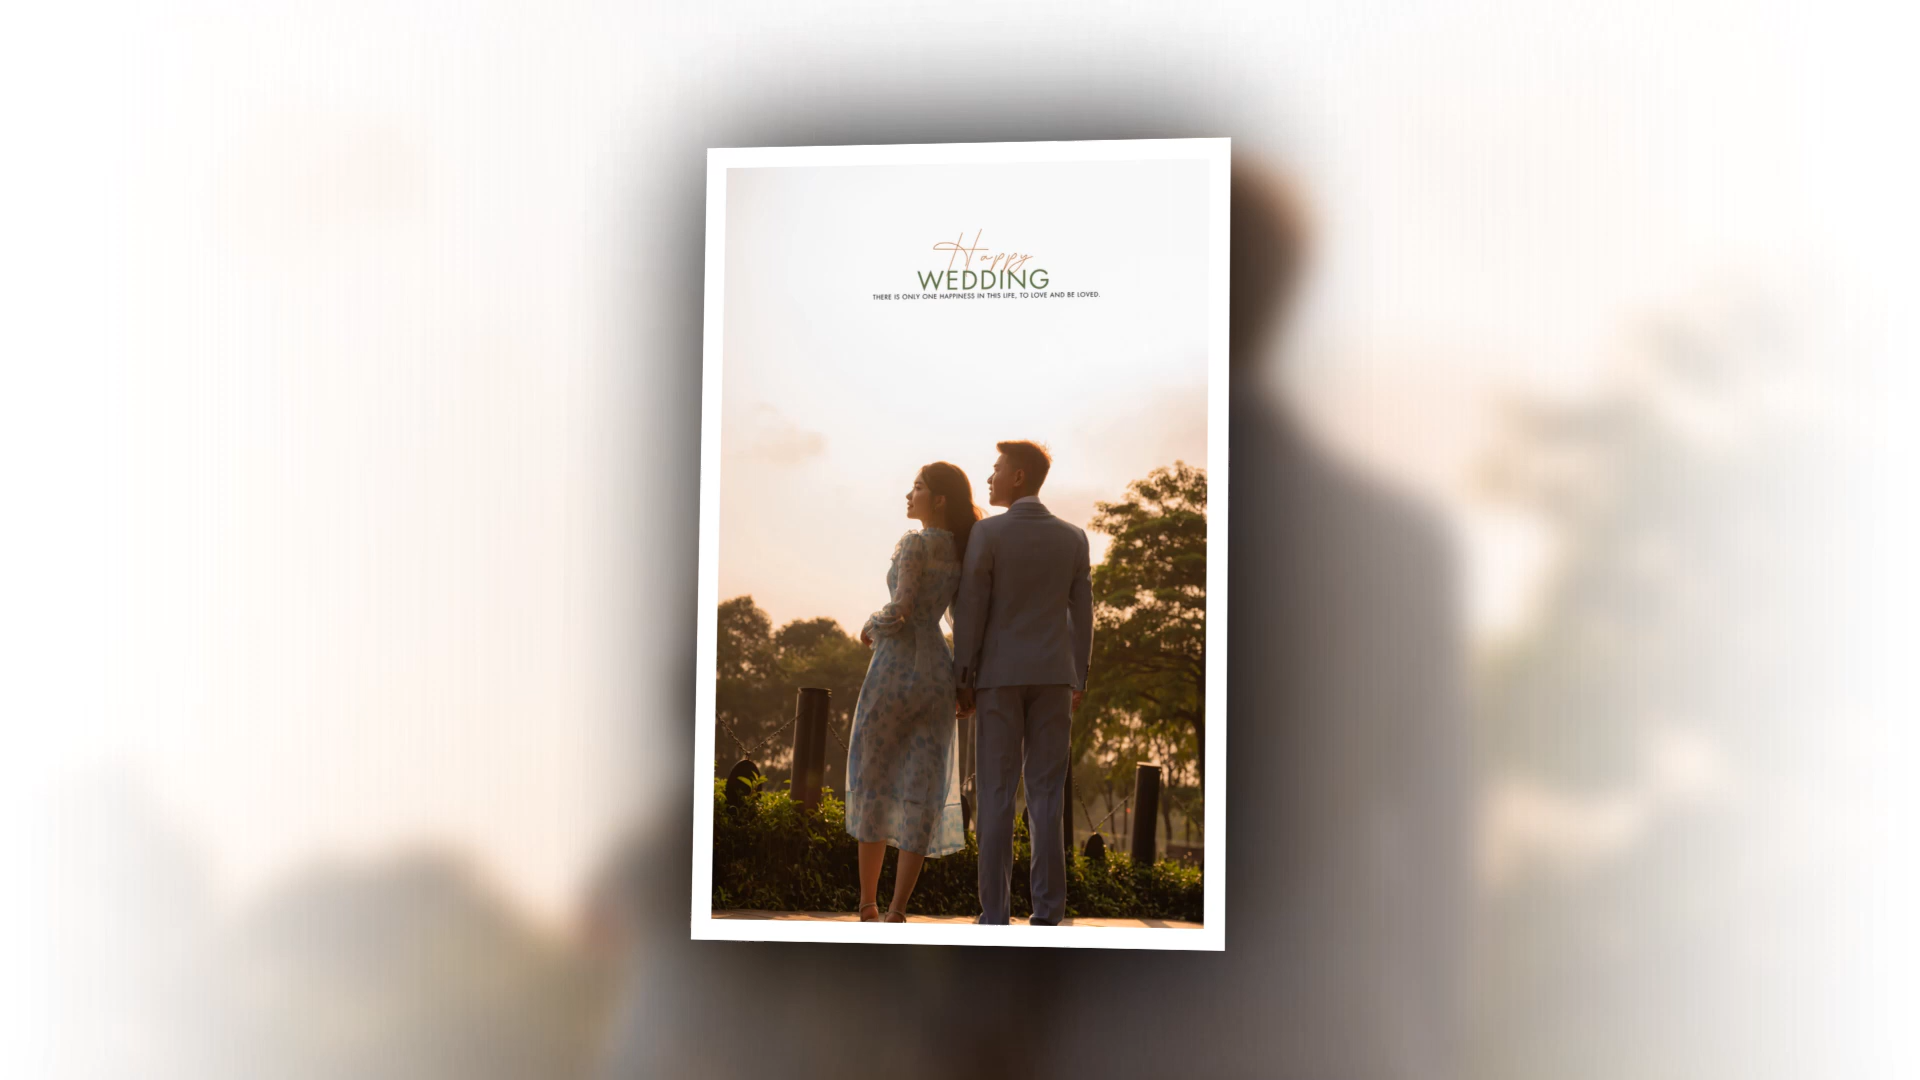 Happy
WEDDING
THERE IS ONLY ONE HAPPINESS IN THIS LIFE, TO LOVE AND BE LOVED.